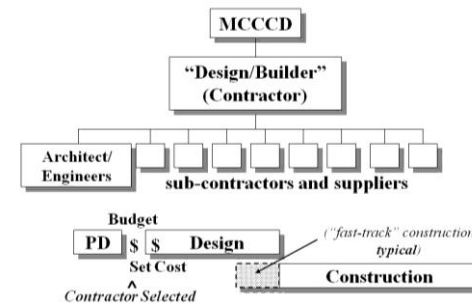 MCCCD
“Design/Builder”
(Contractor)
Architect/
Engineers
sub-contractors and suppliers
Budget
PD $ $ Design
Set Cost
^
Contractor Selected
("fast-track" construction
typical)
Construction